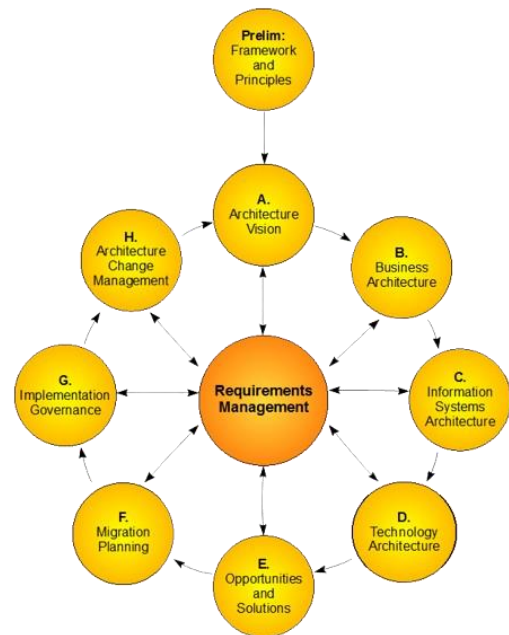 Prelim:
Framework
and
Principles
A.
Architecture
Vision
B.
Business
Architecture
C.
Information
Systems
Architecture
D.
Technology
Architecture
E.
Opportunities
and
Solutions
F.
Migration
Planning
G.
Implementation
Governance
H.
Architecture
Change
Management
Requirements
Management